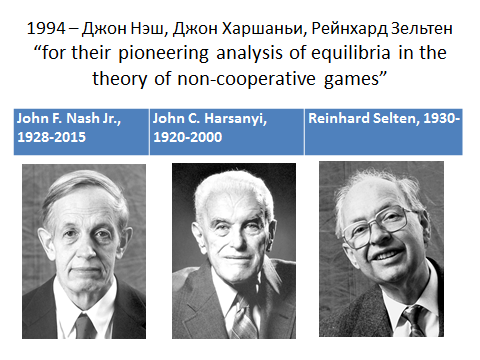 1994 – Джон Нэш, Джон Харшаньи, Рейнхард Зельтен
“for their pioneering analysis of equilibria in the
theory of non-cooperative games”
John F. Nash Jr.,
1928-2015
John C. Harsanyi,
1920-2000
Reinhard Selten, 1930-